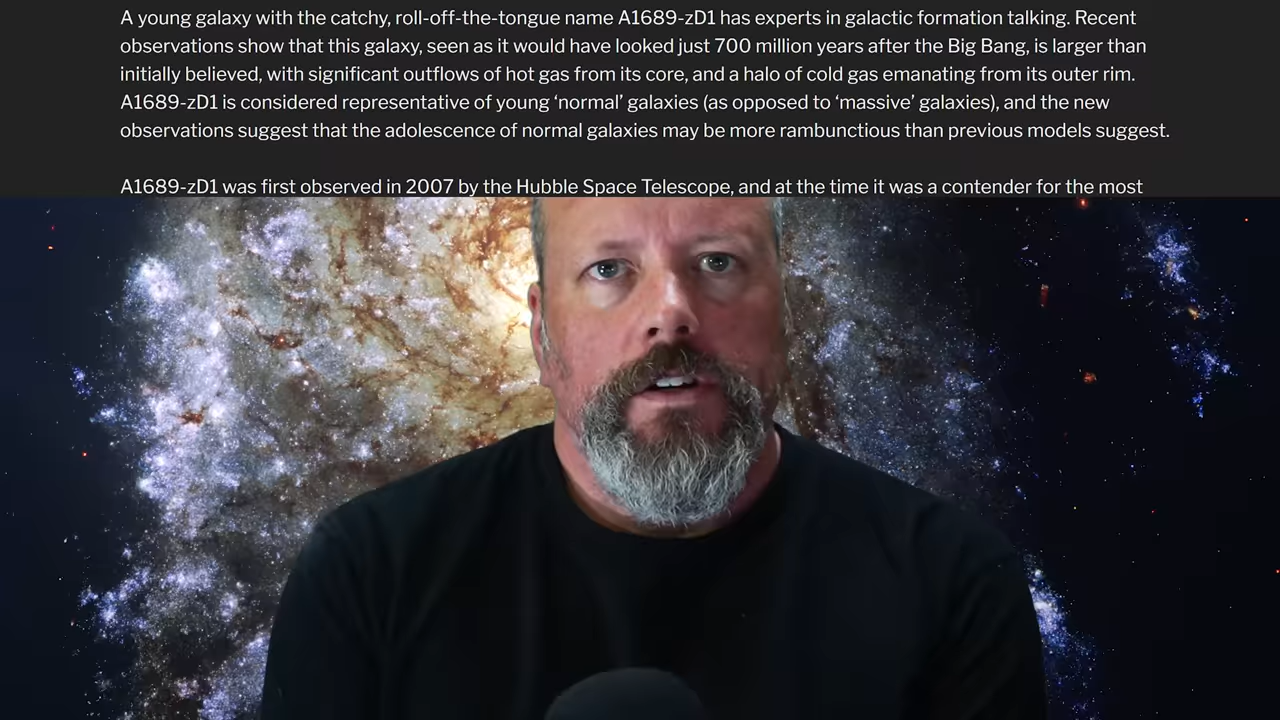 A young galaxy with the catchy, roll-off-the-tongue name A1689-zD1 has experts in galactic formation talking. Recent
observations show that this galaxy, seen as it would have looked just 700 million years after the Big Bang, is larger than
initially believed, with significant outflows of hot gas from its core, and a halo of cold gas emanating from its outer rim.
A1689-zD1 is considered representative of young ‘normal’ galaxies (as opposed to ‘massive’ galaxies), and the new
observations suggest that the adolescence of normal galaxies may be more rambunctious than previous models suggest.
A1689-zD1 was first observed in 2007 by the Hubble Space Telescope, and at the time it was a contender for the most